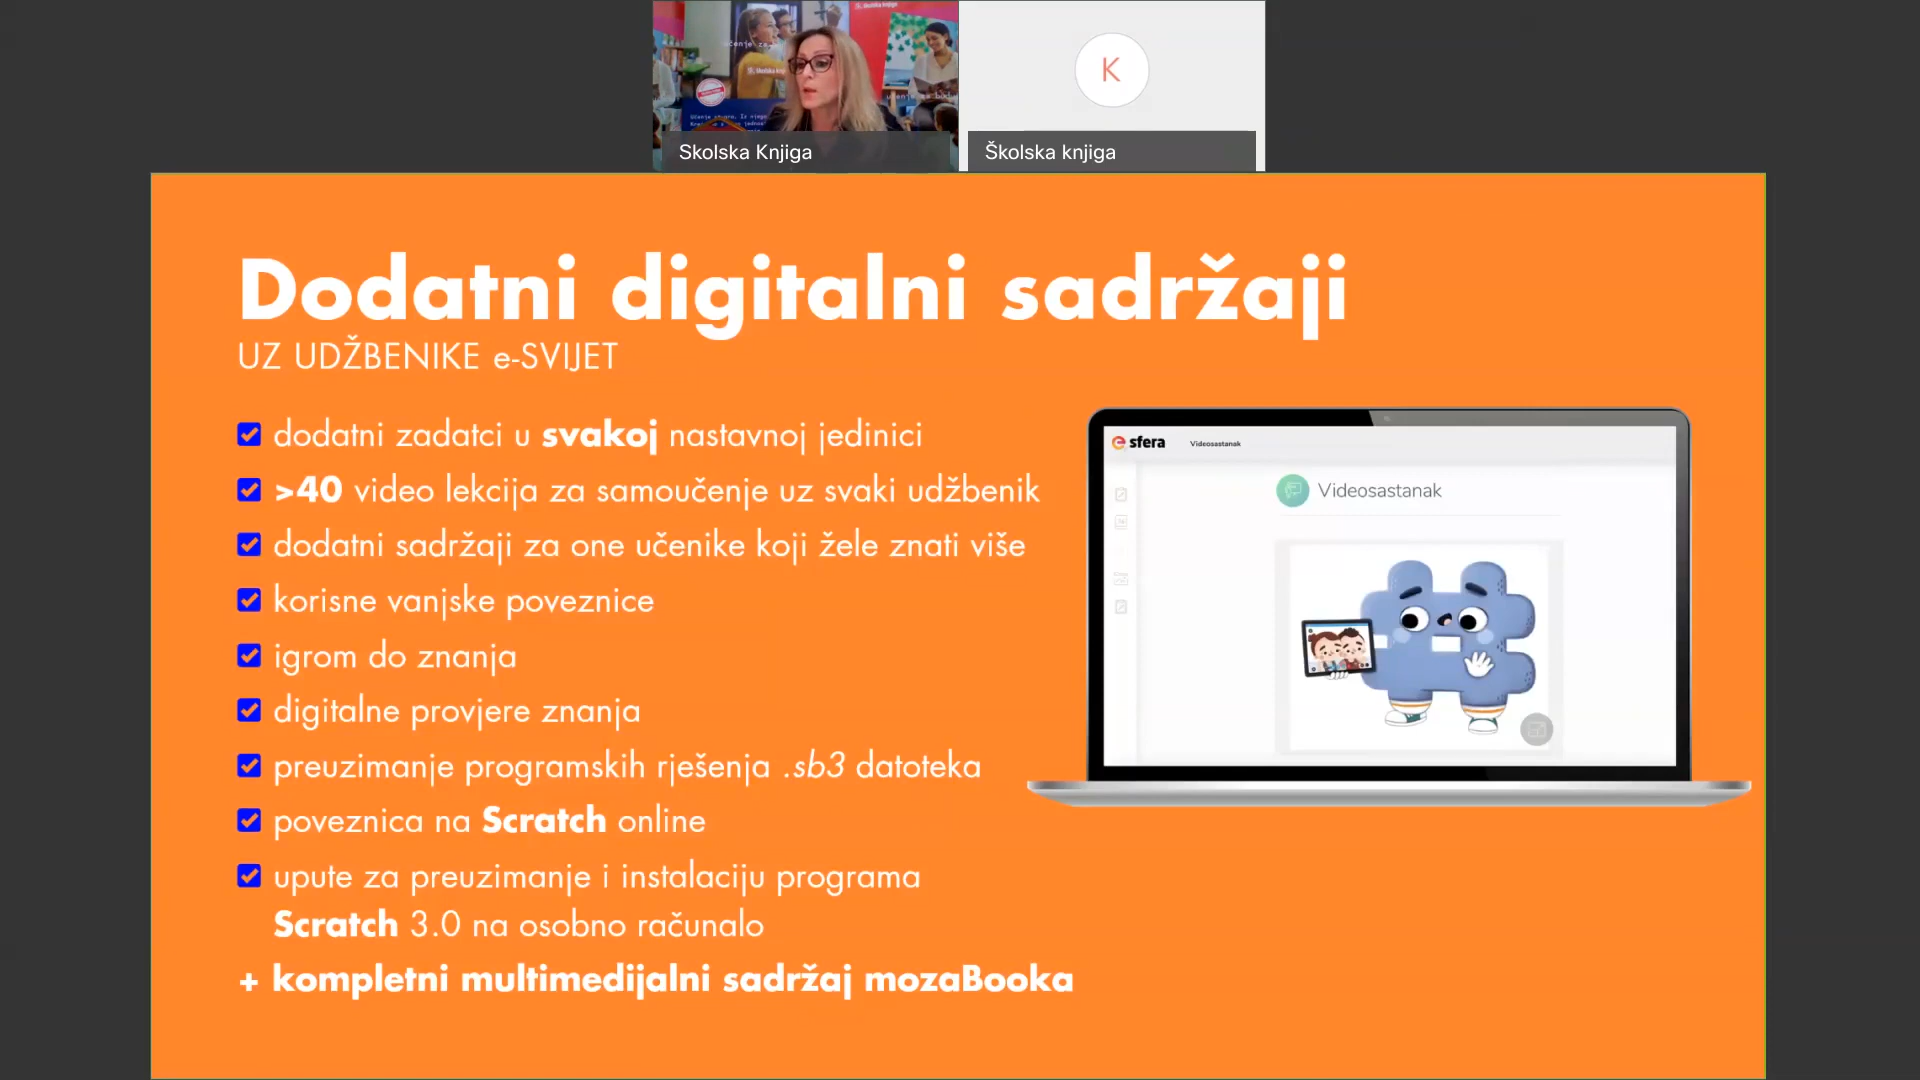 Skolska Knjiga
K
Školska knjiga
Dodatni digitalni sadržaji
UZ UDŽBENIKE e-SVIJET
dodatni zadatci u svakoj nastavnoj jedinici
>40 video lekcija za samoučenje uz svaki udžbenik
dodatni sadržaji za one učenike koji žele znati više
korisne vanjske poveznice
igrom do znanja
digitalne provjere znanja
preuzimanje programskih rješenja .sb3 datoteka
poveznica na Scratch online
upute za preuzimanje i instalaciju programa
Scratch 3.0 na osobno računalo
+ kompletni multimedijalni sadržaj mozaBooka
e sfera
Videosastanak
Videosastanak